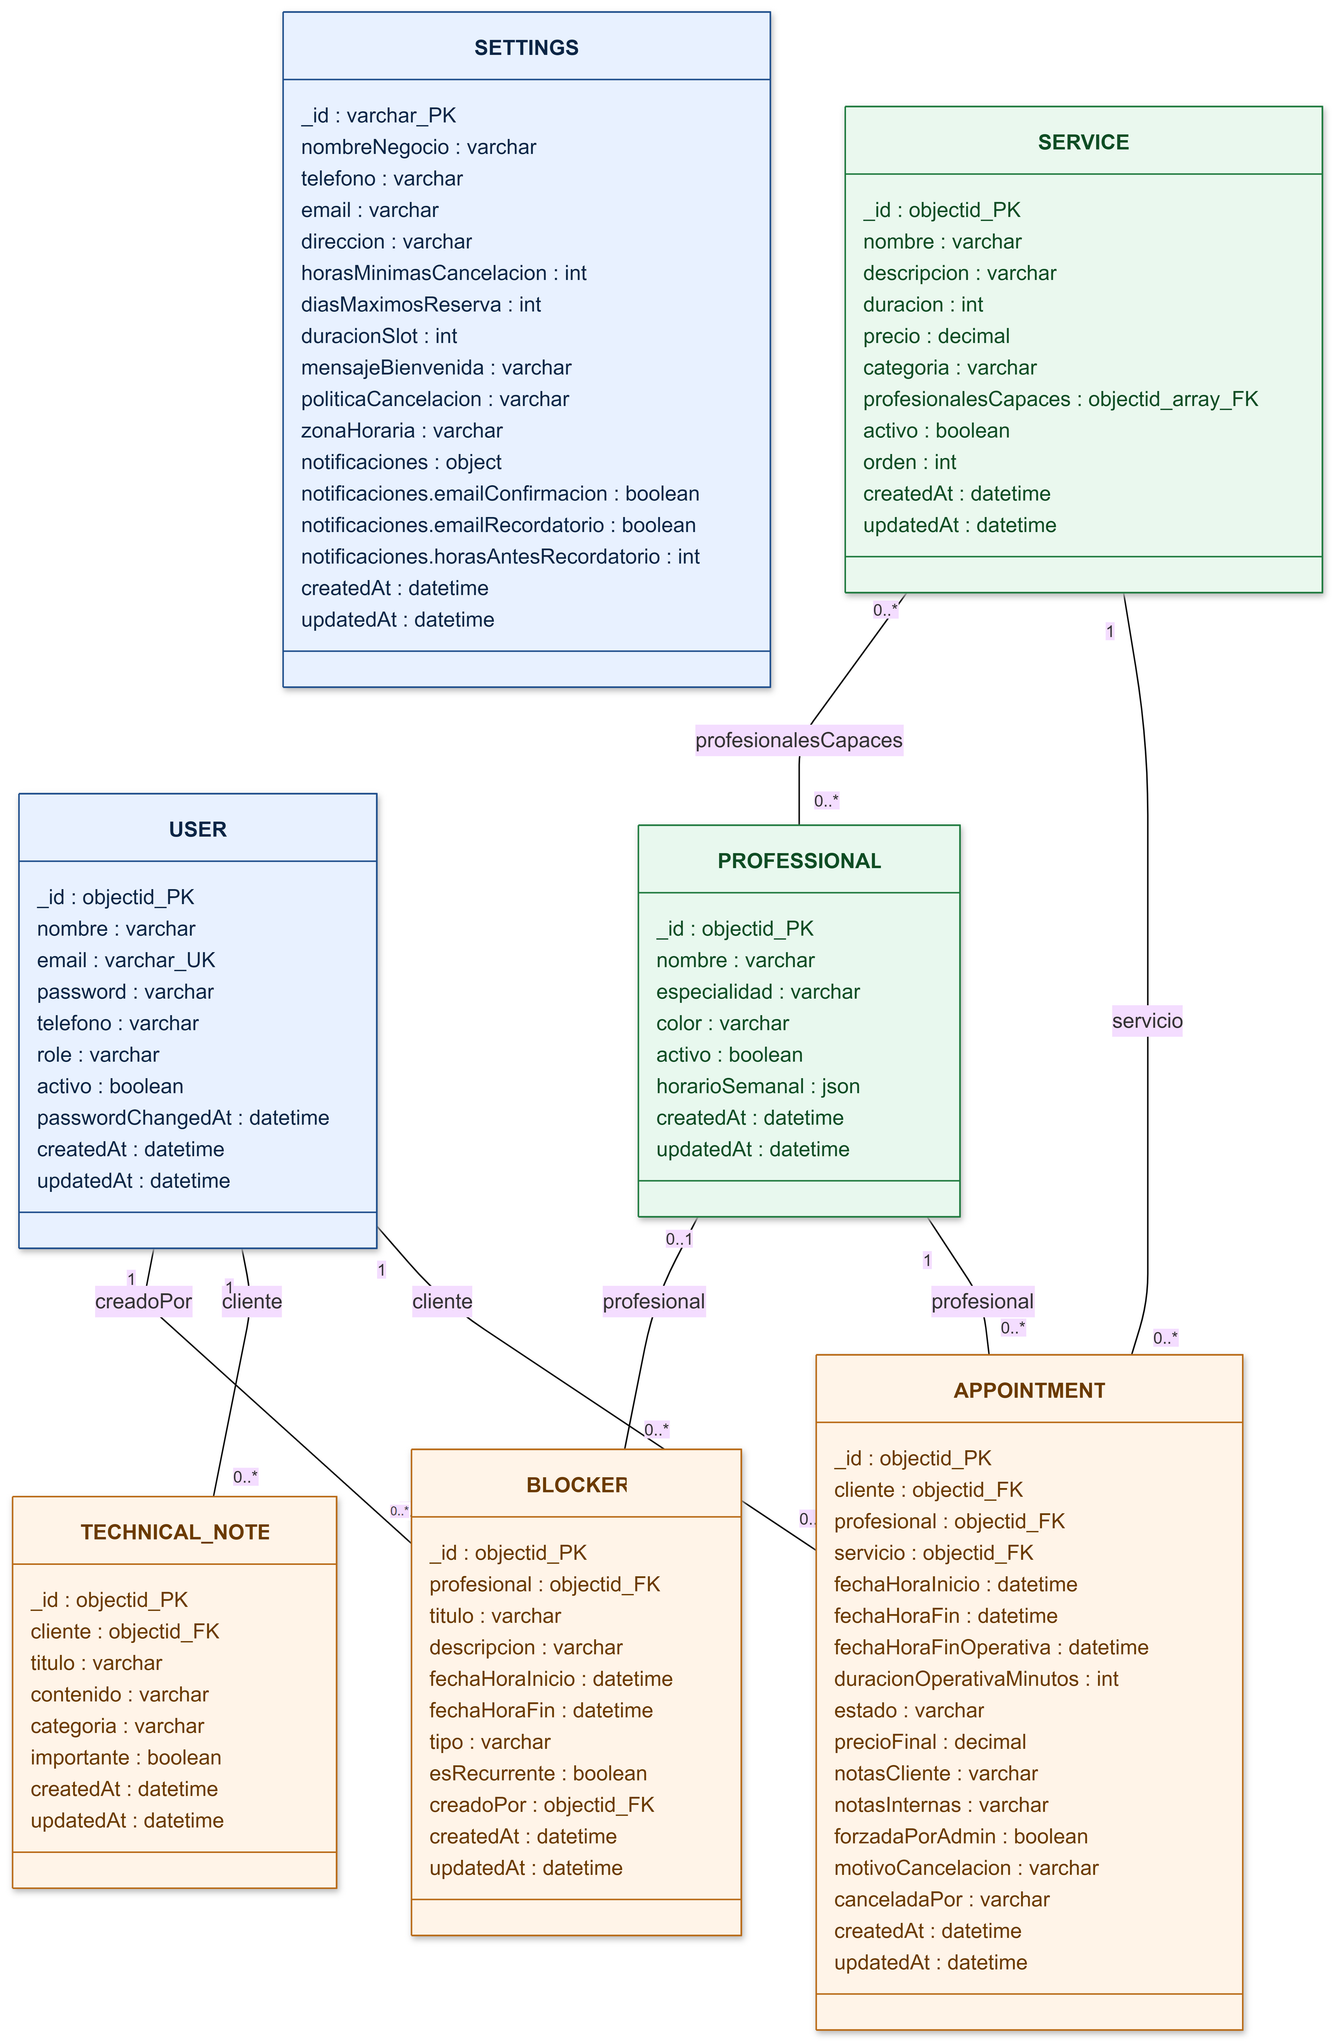 SETTINGS
_id : varchar_PK
nombreNegocio : varchar
telefono : varchar
email : varchar
direccion : varchar
horasMinimasCancelacion : int
diasMaximosReserva : int
duracionSlot : int
mensajeBienvenida : varchar
politicaCancelacion : varchar
zonaHoraria : varchar
notificaciones : object
notificaciones.emailConfirmacion : boolean
notificaciones.emailRecordatorio : boolean
notificaciones.horasAntesRecordatorio : int
createdAt : datetime
updatedAt : datetime
SERVICE
_id : objectid_PK
nombre : varchar
descripcion : varchar
duracion : int
precio : decimal
categoria : varchar
profesionalesCapaces : objectid_array_FK
activo : boolean
orden : int
createdAt : datetime
updatedAt : datetime
0..*
1
profesionalesCapaces
0..*
servicio
USER
_id : objectid_PK
nombre : varchar
email : varchar_UK
password : varchar
telefono : varchar
role : varchar
activo : boolean
passwordChangedAt : datetime
createdAt : datetime
updatedAt : datetime
PROFESSIONAL
_id : objectid_PK
nombre : varchar
especialidad : varchar
color : varchar
activo : boolean
horarioSemanal : json
createdAt : datetime
updatedAt : datetime
1
1
1
0..1
1
creadoPor
cliente
cliente
profesional
profesional
0..*
0..*
0..*
0..*
0..*
0..
TECHNICAL_NOTE
_id : objectid_PK
cliente : objectid_FK
titulo : varchar
contenido : varchar
categoria : varchar
importante : boolean
createdAt : datetime
updatedAt : datetime
BLOCKER
_id : objectid_PK
profesional : objectid_FK
titulo : varchar
descripcion : varchar
fechaHoraInicio : datetime
fechaHoraFin : datetime
tipo : varchar
esRecurrente : boolean
creadoPor : objectid_FK
createdAt : datetime
updatedAt : datetime
APPOINTMENT
_id : objectid_PK
cliente : objectid_FK
profesional : objectid_FK
servicio : objectid_FK
fechaHoraInicio : datetime
fechaHoraFin : datetime
fechaHoraFinOperativa : datetime
duracionOperativaMinutos : int
estado : varchar
precioFinal : decimal
notasCliente : varchar
notasInternas : varchar
forzadaPorAdmin : boolean
motivoCancelacion : varchar
canceladaPor : varchar
createdAt : datetime
updatedAt : datetime